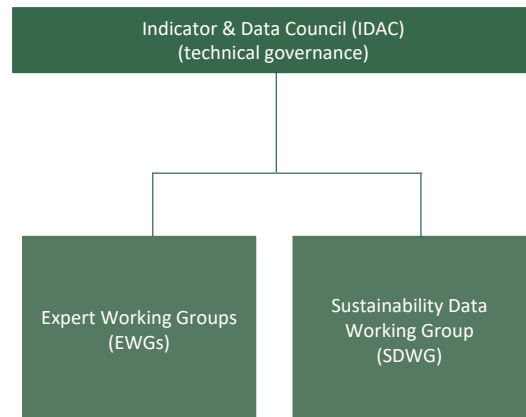 Indicator & Data Council (IDAC)
(technical governance)
Expert Working Groups
(EWGs)
Sustainability Data
Working Group
(SDWG)